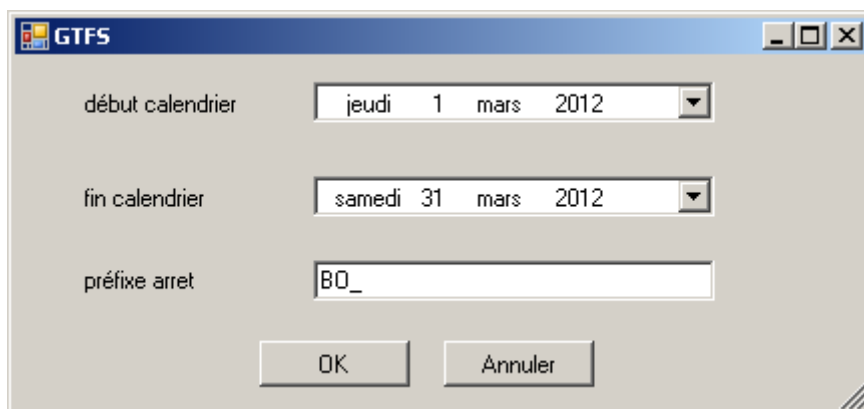 GTFS
début calendrier jeudi 1 mars 2012
fin calendrier samedi 31 mars 2012
préfixe arret BO_
OK Annuler